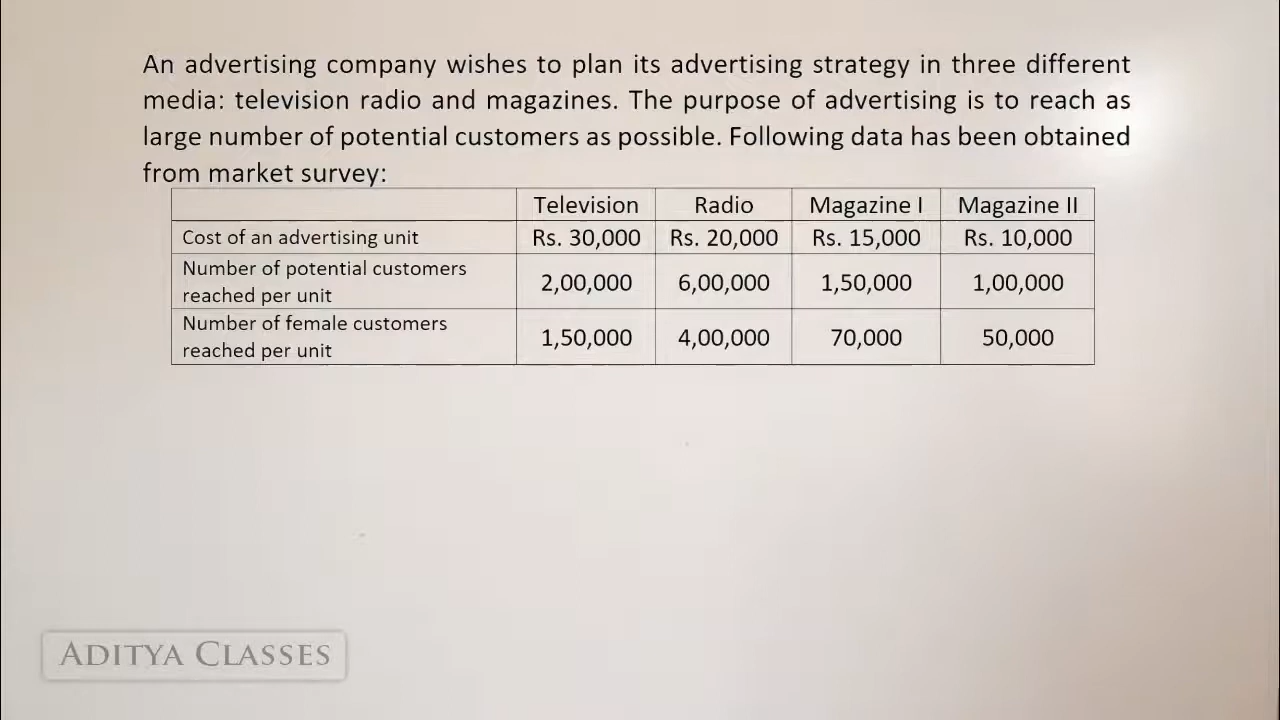 An advertising company wishes to plan its advertising strategy in three different
media: television radio and magazines. The purpose of advertising is to reach as
large number of potential customers as possible. Following data has been obtained
from market survey:
Television Radio Magazine I Magazine II
Cost of an advertising unit Rs. 30,000 Rs. 20,000 Rs. 15,000 Rs. 10,000
Number of potential customers
reached per unit 2,00,000 6,00,000 1,50,000 1,00,000
Number of female customers
reached per unit 1,50,000 4,00,000 70,000 50,000
ADITYA CLASSES